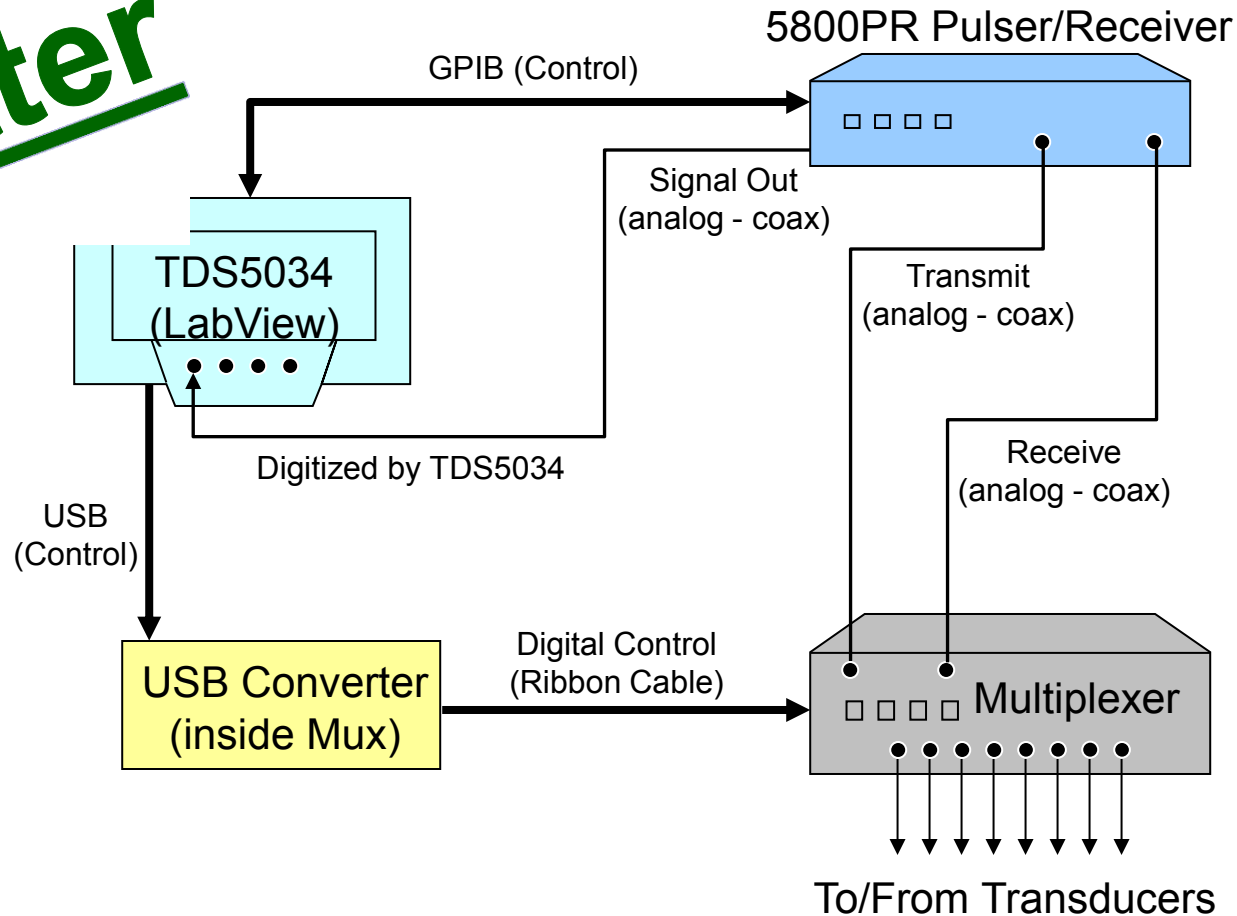 5800PR Pulser/Receiver
GPIB (Control)
Signal Out
(analog - coax)
TDS5034
(LabView)
Transmit
(analog - coax)
Digitized by TDS5034
Receive
(analog - coax)
USB
(Control)
Digital Control
(Ribbon Cable)
USB Converter
(inside Mux)
Multiplexer
To/From Transducers